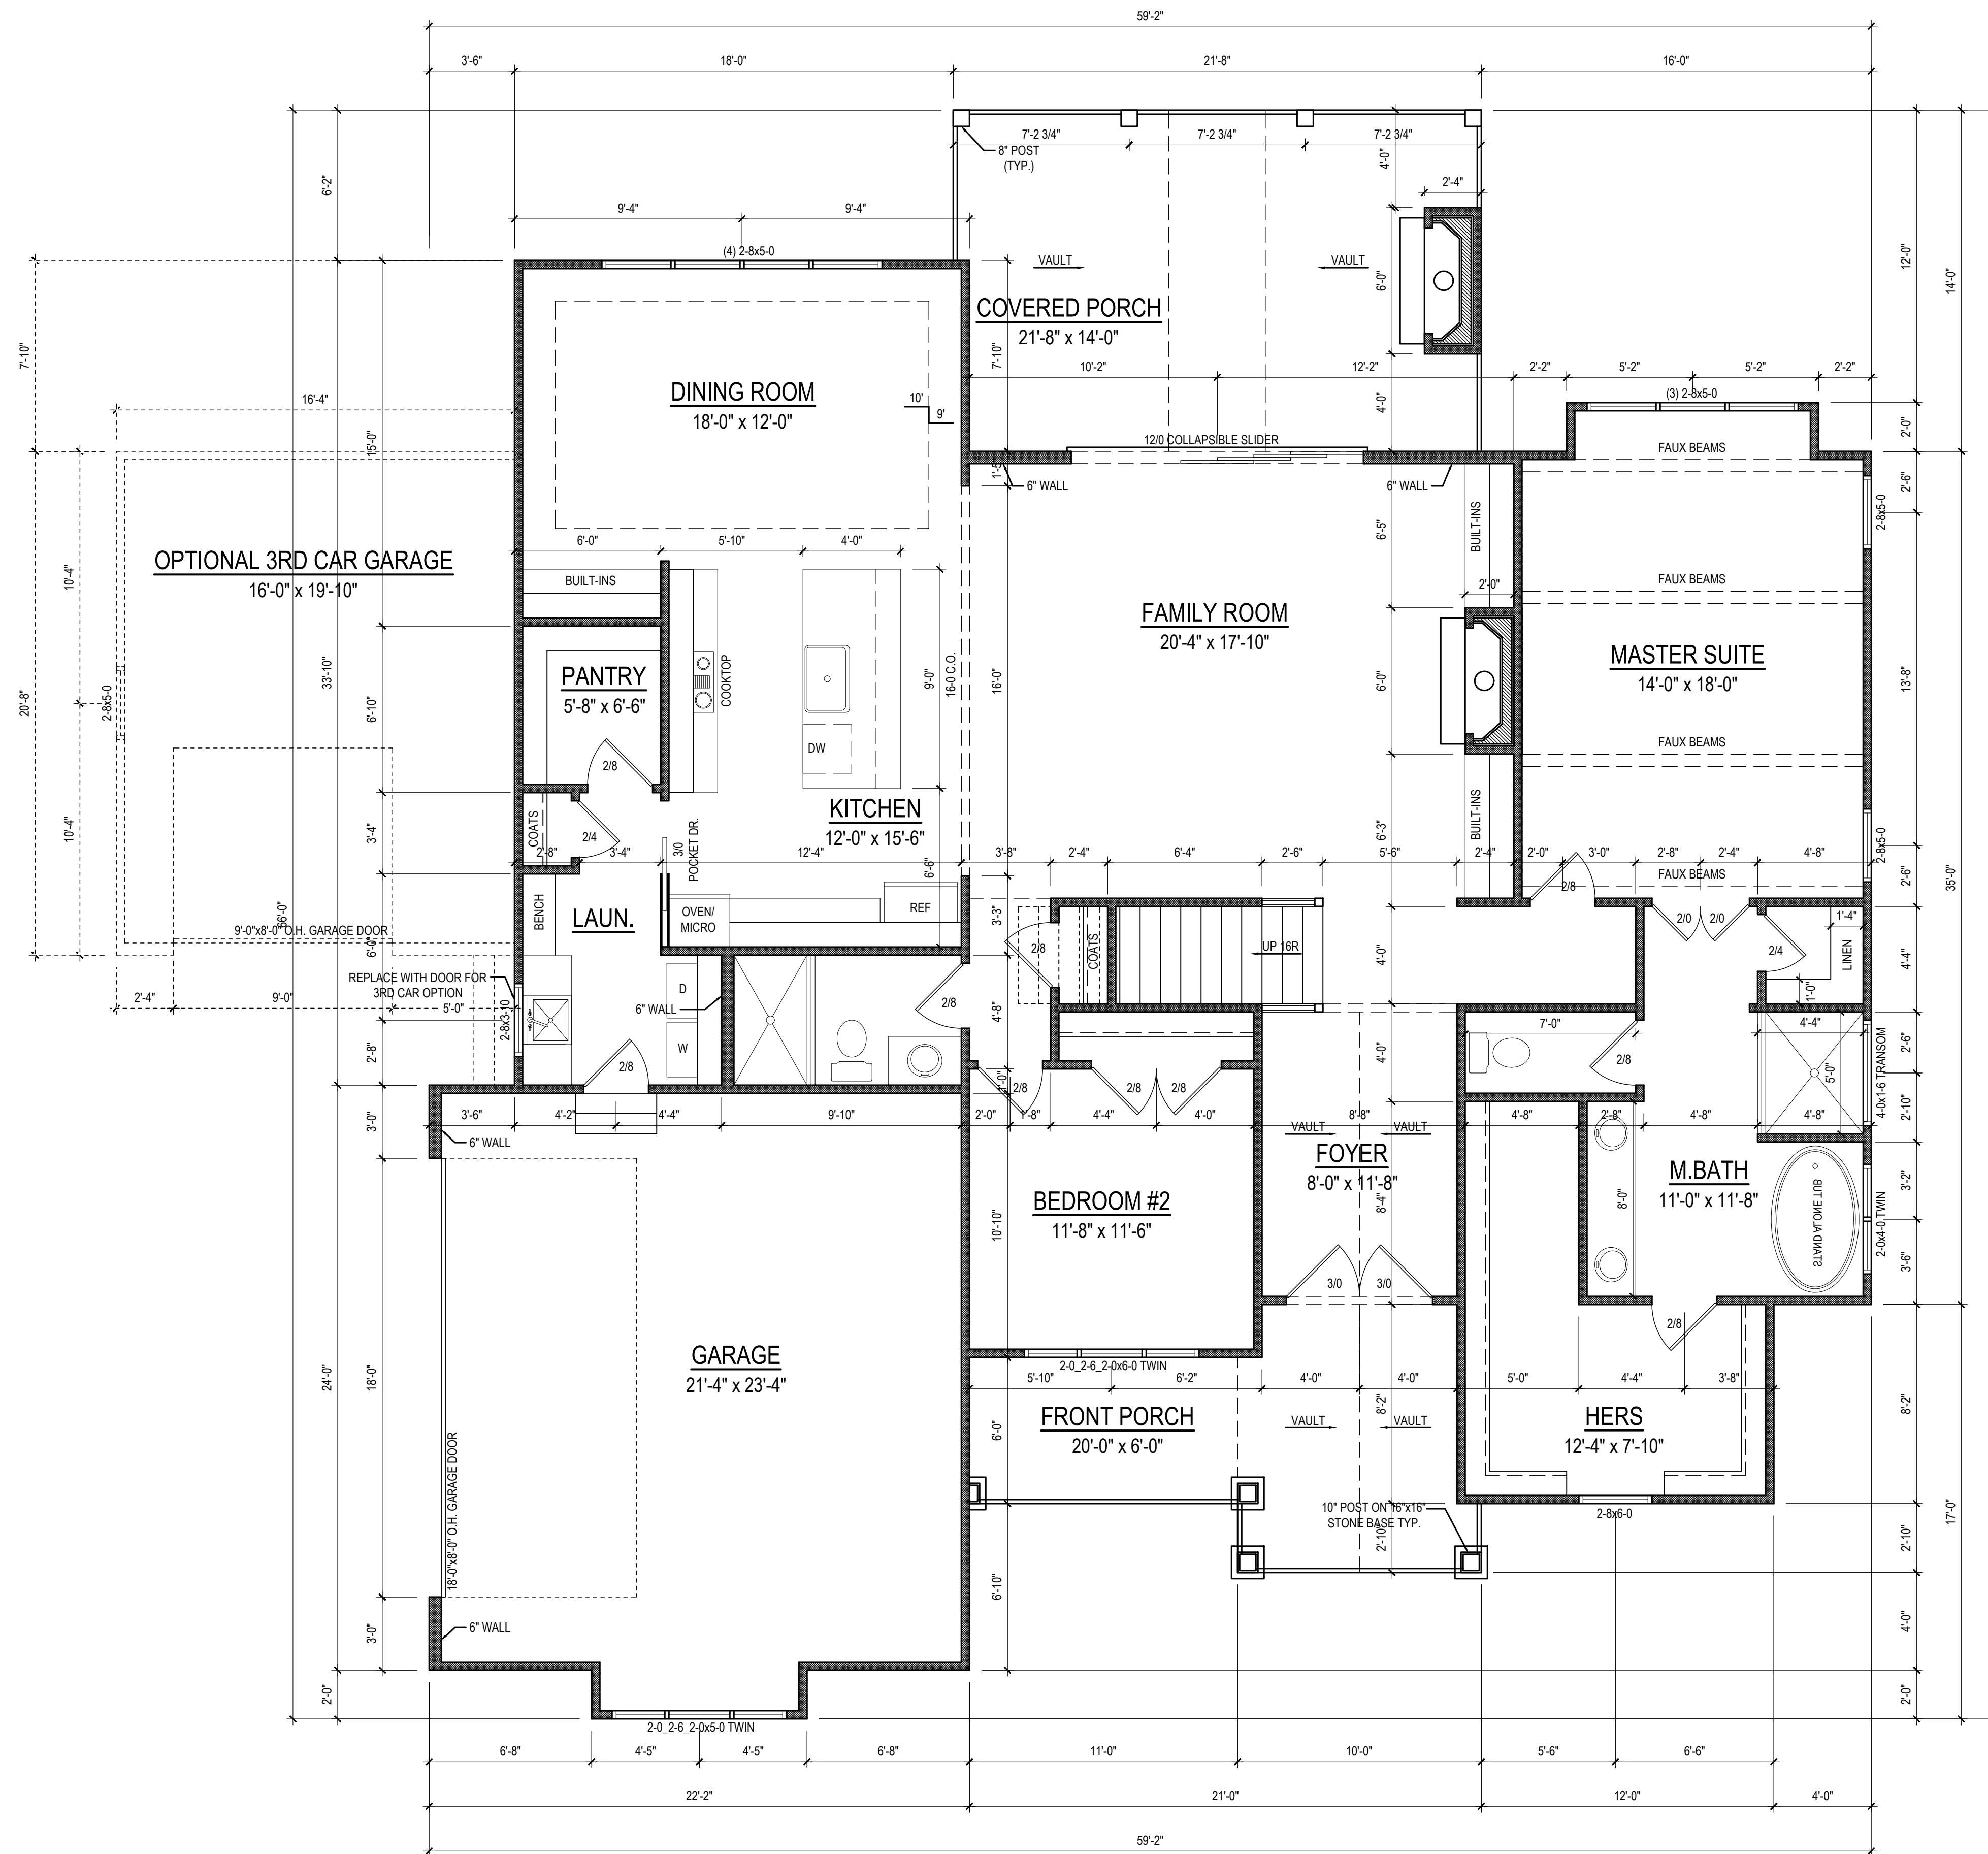 59'-2"
3'-6"
18'-0"
21'-8"
16'-0"
7'-2 3/4"
7'-2 3/4"
7'-2 3/4"
8" POST
(TYP.)
4'-0"
6'-2"
2'-4"
9'-4"
9'-4"
(4) 2-8x5-0
VAULT
VAULT
6'-0"
12'-0"
14'-0"
COVERED PORCH
21'-8" x 14'-0"
7'-10"
7'-10"
10'-2"
12'-2"
2'-2"
5'-2"
5'-2"
2'-2"
(3) 2-8x5-0
DINING ROOM
18'-0" x 12'-0"
10'
9'
16'-4"
15'-0"
4'-0"
2'-0"
12/0 COLLAPSIBLE SLIDER
FAUX BEAMS
1'-5"
6" WALL
6" WALL
2'-6"
2-8x5-0
BUILT-INS
6'-5"
6'-0"
5'-10"
4'-0"
OPTIONAL 3RD CAR GARAGE
16'-0" x 19'-10"
10'-4"
BUILT-INS
2'-0"
FAUX BEAMS
FAMILY ROOM
20'-4" x 17'-10"
MASTER SUITE
14'-0" x 18'-0"
PANTRY
5'-8" x 6'-6"
COOKTOP
9'-0"
16-0 C.O.
16'-0"
6'-0"
13'-8"
20'-8"
2-8x5-0
33'-10"
6'-10"
DW
2/8
FAUX BEAMS
KITCHEN
12'-0" x 15'-6"
10'-4"
3'-4"
COATS
2/4
3/0
POCKET DR.
BUILT-INS
6'-3"
2-8x5-0
2'-8"
3'-4"
12'-4"
6'-6"
3'-8"
2'-4"
6'-4"
2'-6"
5'-6"
2'-4"
2'-0"
3'-0"
2'-8"
2'-4"
4'-8"
FAUX BEAMS
2/8
2'-6"
35'-0"
BENCH
LAUN.
OVEN/
MICRO
REF
3'-3"
2/8
COATS
UP 16R
4'-0"
2/0
2/0
1'-4"
2/4
LINEN
4'-4"
66'-0"
9'-0"x8'-0" O.H. GARAGE DOOR
6'-0"
REPLACE WITH DOOR FOR
3RD CAR OPTION
2'-4"
9'-0"
5'-0"
2-8x3-10
D
6" WALL
2/8
4'-8"
1'-0"
W
2'-8"
2/8
7'-0"
4'-4"
4'-0"
2/8
5'-0"
4-0x1-6 TRANSOM
2'-6"
2'-10"
1'-0"
2/8
2/8
2/8
3'-0"
3'-6"
4'-2"
4'-4"
9'-10"
2'-0"
1'-8"
4'-4"
4'-0"
8'-8"
4'-8"
2'-8"
4'-8"
4'-8"
6" WALL
VAULT
VAULT
FOYER
8'-0" x 11'-8"
M.BATH
11'-0" x 11'-8"
BEDROOM #2
11'-8" x 11'-6"
10'-10"
8'-4"
8'-0"
STAND ALONE TUB
2-0x4-0 TWIN
3'-2"
3'-6"
3/0
3/0
2/8
GARAGE
21'-4" x 23'-4"
24'-0"
18'-0"
2-0_2-6_2-0x6-0 TWIN
5'-10"
6'-2"
4'-0"
4'-0"
5'-0"
4'-4"
3'-8"
FRONT PORCH
20'-0" x 6'-0"
6'-0"
VAULT
VAULT
8'-2"
HERS
12'-4" x 7'-10"
8'-2"
18'-0"x8'-0" O.H. GARAGE DOOR
10" POST ON 16"x16"
STONE BASE TYP.
2-8x6-0
2'-10"
2'-10"
17'-0"
6'-10"
3'-0"
6" WALL
4'-0"
2'-0"
2'-0"
2-0_2-6_2-0x5-0 TWIN
6'-8"
4'-5"
4'-5"
6'-8"
11'-0"
10'-0"
5'-6"
6'-6"
22'-2"
21'-0"
12'-0"
4'-0"
59'-2"